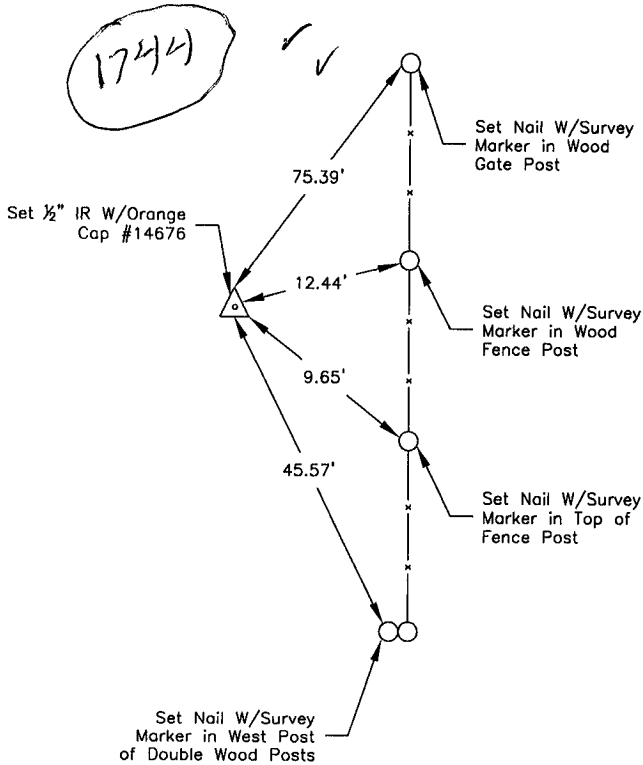 1744
Set Nail W/Survey
Marker in Wood
Gate Post
75.39'
Set ½" IR W/Orange
Cap #14676
12.44'
Set Nail W/Survey
Marker in Wood
Fence Post
9.65'
45.57'
Set Nail W/Survey
Marker in Top of
Fence Post
Set Nail W/Survey
Marker in West Post
of Double Wood Posts